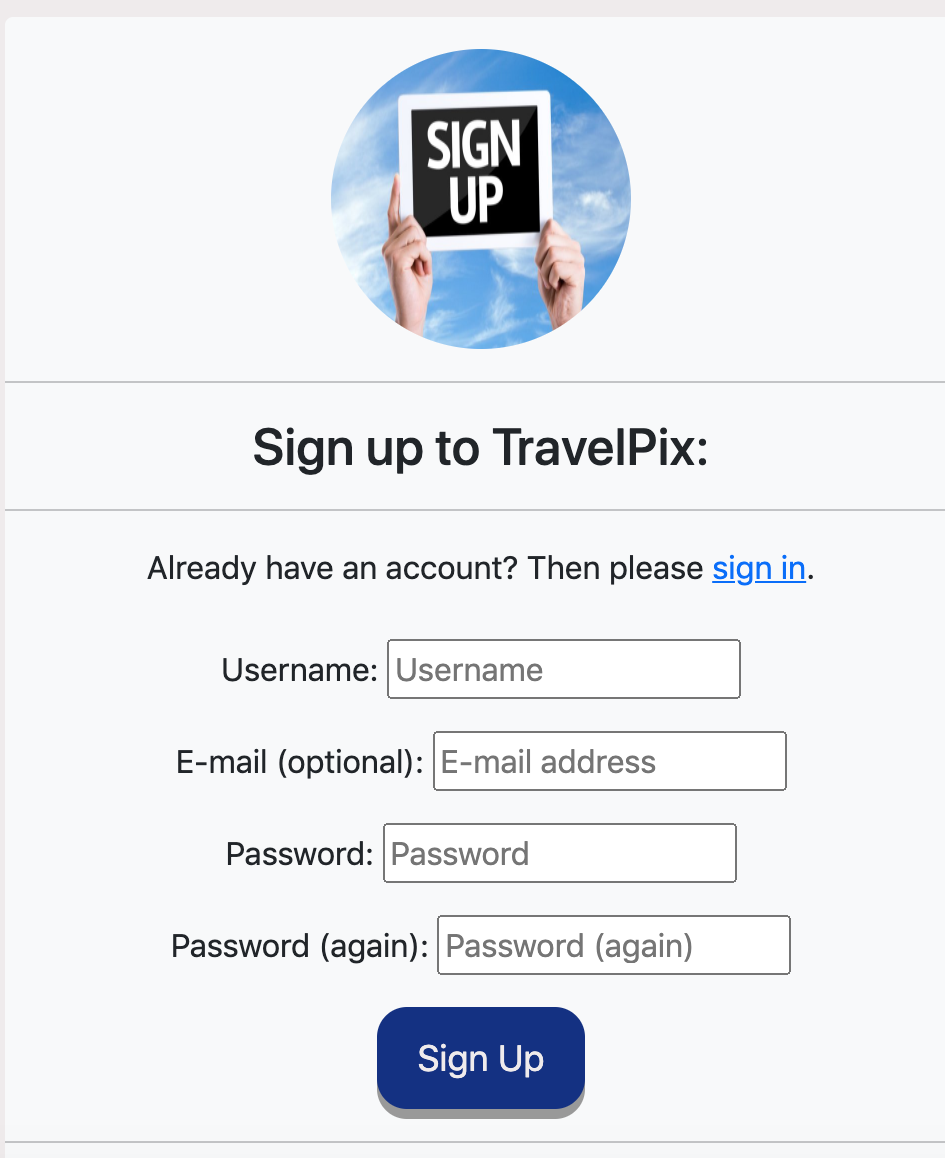 SIGN
UP
Sign up to TravelPix:
Already have an account? Then please sign in.
Username: Username
E-mail (optional): E-mail address
Password: Password
Password (again): Password (again)
Sign Up